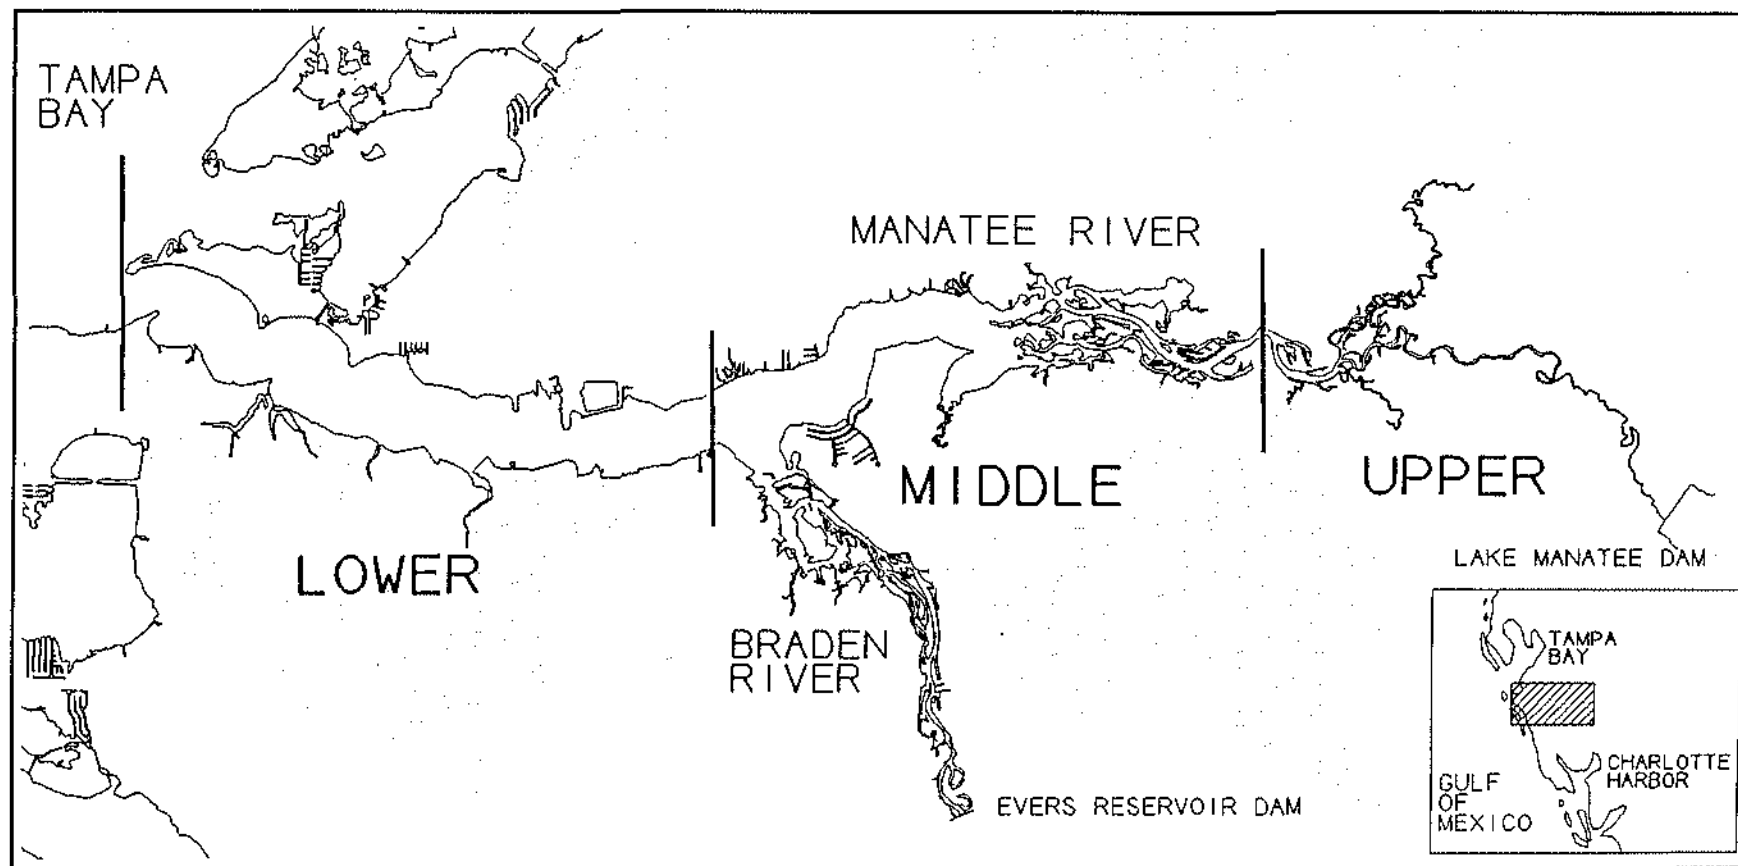 TAMPA
BAY
MANATEE RIVER
MIDDLE
UPPER
LOWER
LAKE MANATEE DAM
BRADEN
RIVER
EVERS RESERVOIR DAM
TAMPA
BAY
CHARLOTTE
HARBOR
GULF
OF
MEXICO